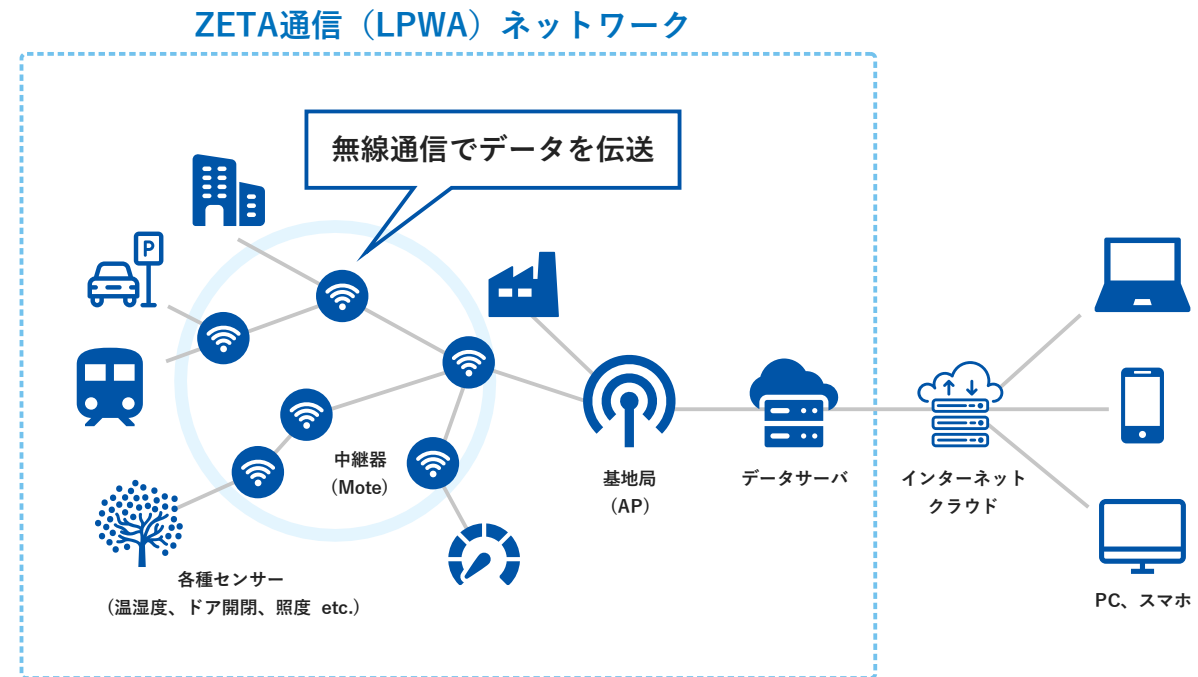 ZETA通信（LPWA）ネットワーク
無線通信でデータを伝送
P
中継器
（Mote）
基地局
（AP）
データサーバ
インターネット
クラウド
各種センサー
（温湿度、ドア開閉、照度 etc.）
PC、スマホ